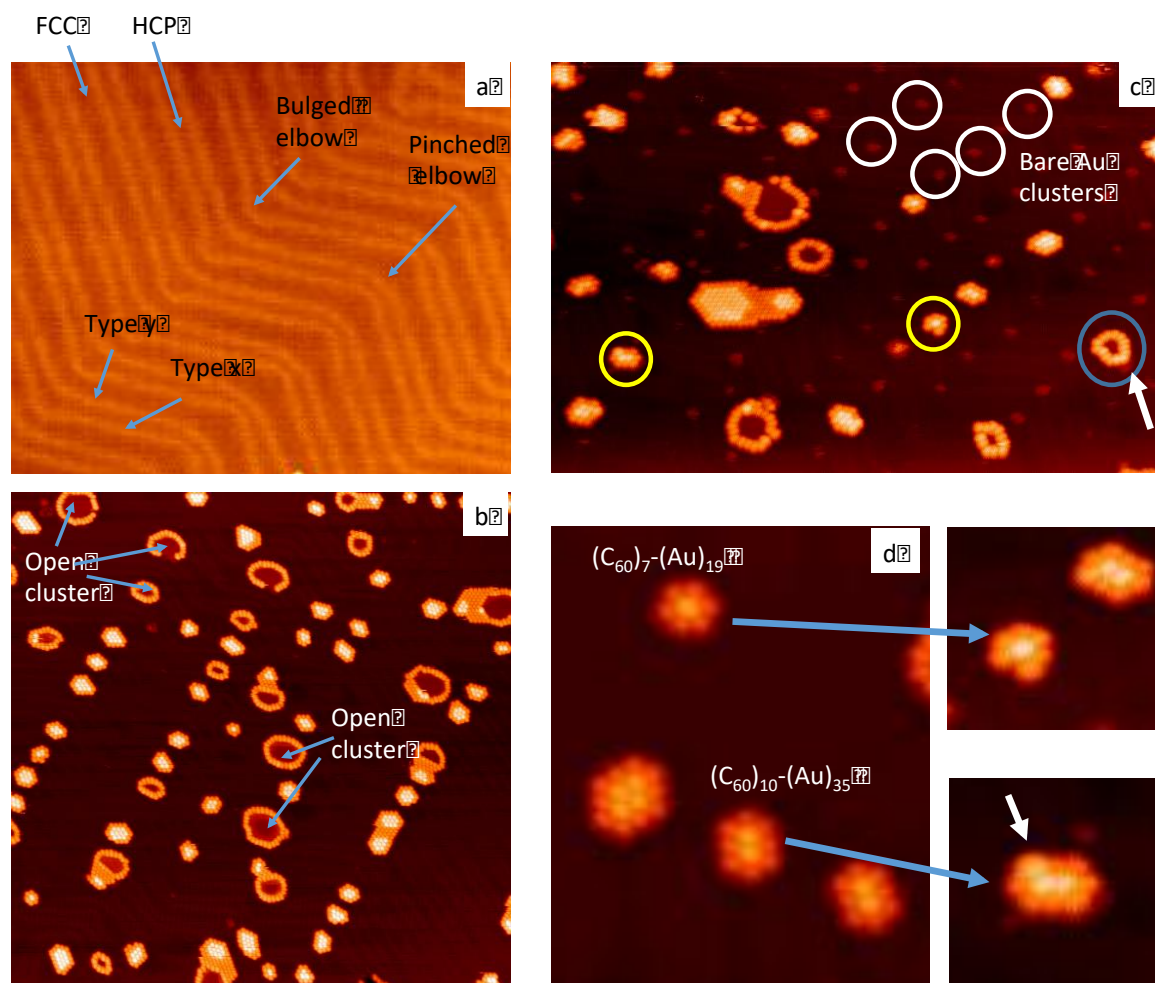 FCC HCP
a
Bulged
elbow
Pinched
elbow
Type y
Type x
c
Bare Au
clusters
b
Open
cluster
Open
cluster
d
(C₆₀)₇-(Au)₁₉
(C₆₀)₁₀-(Au)₃₅